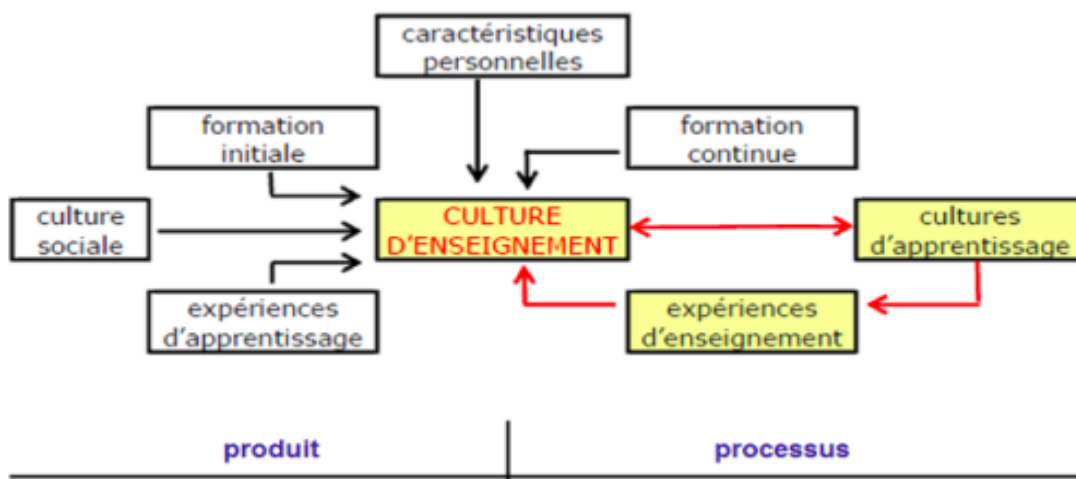 caractéristiques
personnelles
formation
initiale
formation
continue
culture
sociale
CULTURE
D'ENSEIGNEMENT
cultures
d'apprentissage
expériences
d'apprentissage
expériences
d'enseignement
produit
processus